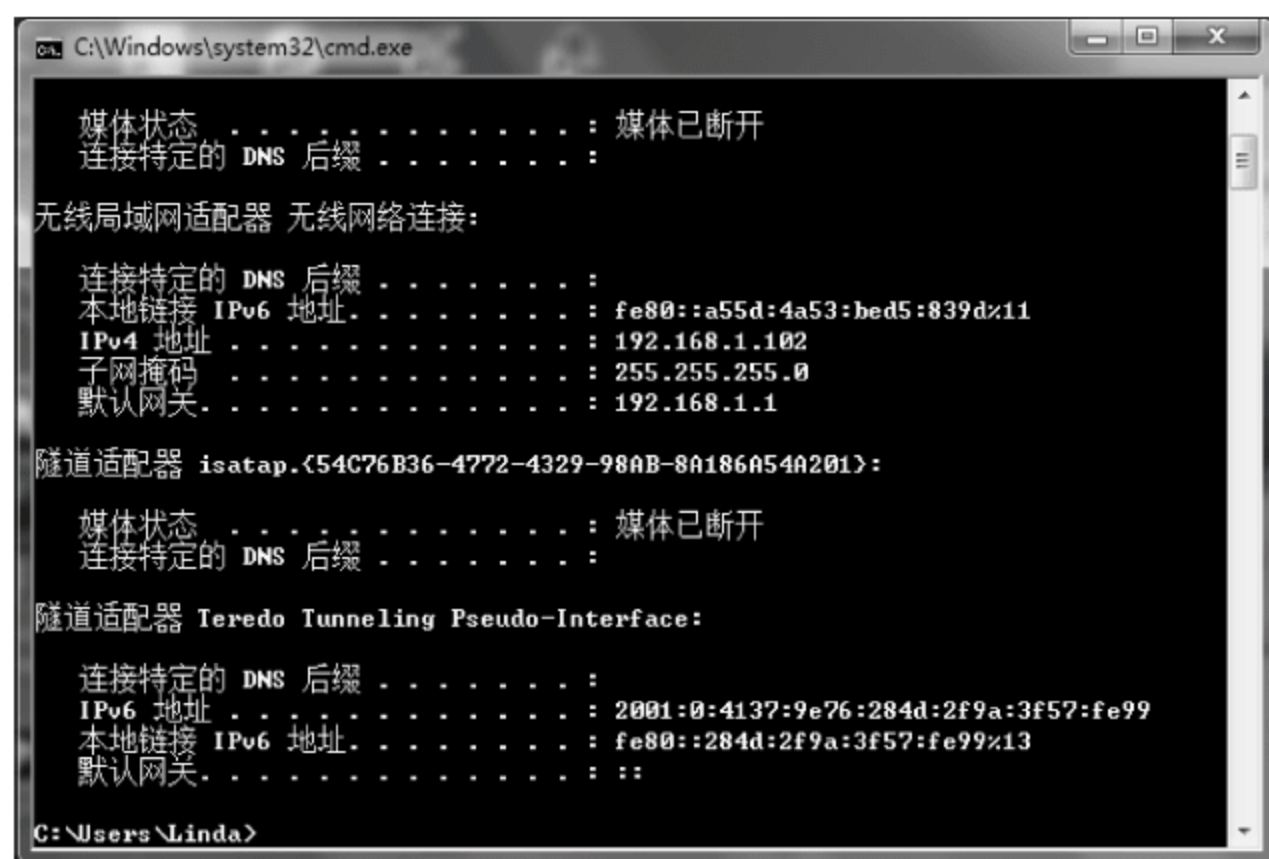 C:\Windows\system32\cmd.exe
媒体状态 . . . . . . . . . . . . : 媒体已断开
连接特定的 DNS 后缀 . . . . . . . :
无线局域网适配器 无线网络连接:
连接特定的 DNS 后缀 . . . . . . . :
本地链接 IPv6 地址. . . . . . . . : fe80::a55d:4a53:bed5:839d%11
IPv4 地址 . . . . . . . . . . . . : 192.168.1.102
子网掩码 . . . . . . . . . . . . : 255.255.255.0
默认网关. . . . . . . . . . . . . : 192.168.1.1
隧道适配器 isatap.{54C76B36-4772-4329-98AB-8A186A54A201}:
媒体状态 . . . . . . . . . . . . : 媒体已断开
连接特定的 DNS 后缀 . . . . . . . :
隧道适配器 Teredo Tunneling Pseudo-Interface:
连接特定的 DNS 后缀 . . . . . . . :
IPv6 地址 . . . . . . . . . . . . : 2001:0:4137:9e76:284d:2f9a:3f57:fe99
本地链接 IPv6 地址. . . . . . . . : fe80::284d:2f9a:3f57:fe99%13
默认网关. . . . . . . . . . . . . : ::
C:\Users\Linda>